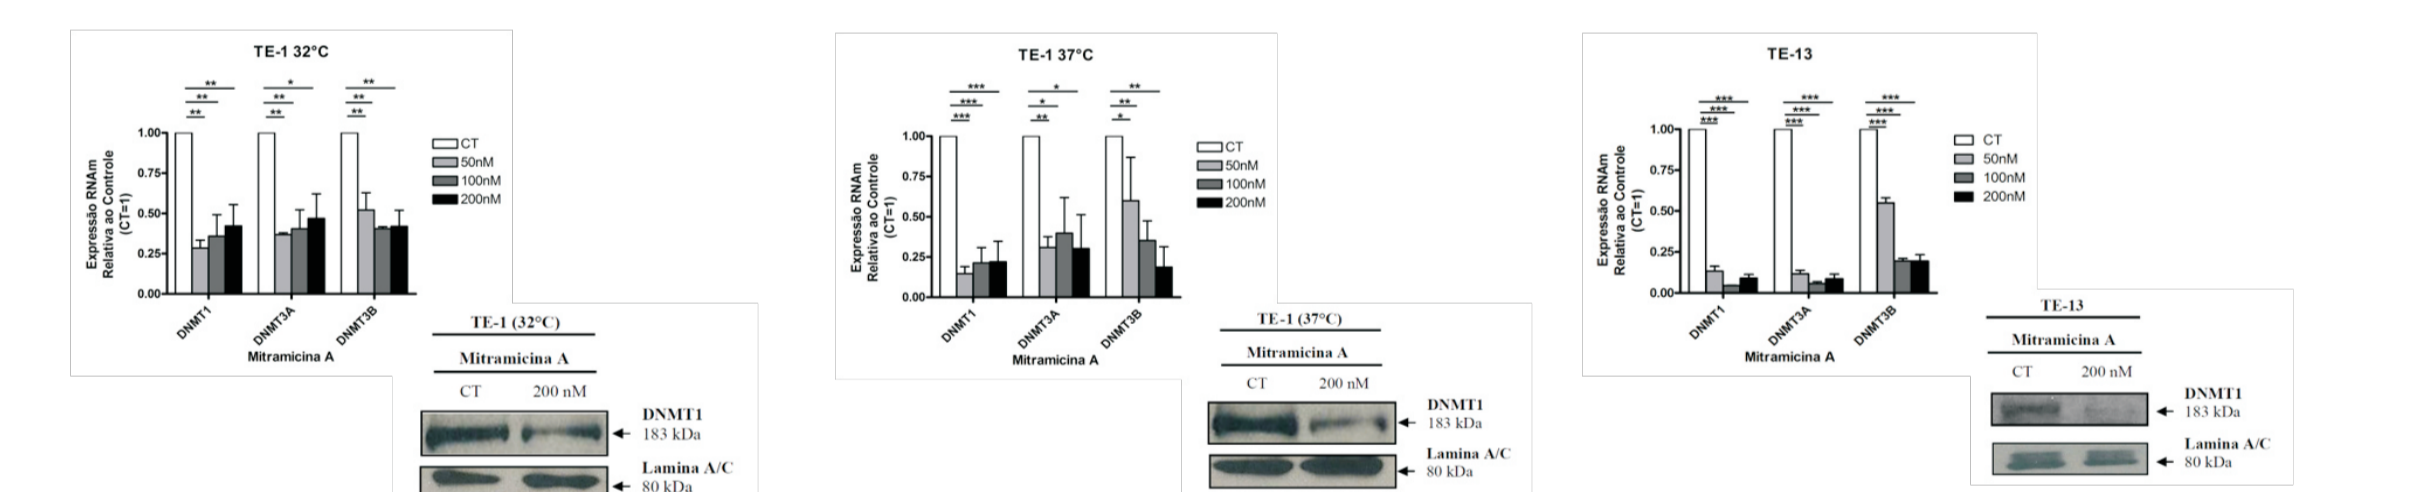 TE-1 32°C
** ** *
** ** **
** ** **
Expressão RNAm
Relativa ao Controle
(CT=1)
1.00
0.75
0.50
0.25
0.00
CT
50nM
100nM
200nM
DNMT1
DNMT3A
DNMT3B
Mitramicina A
TE-1 (32°C)
Mitramicina A
CT 200 nM
DNMT1
183 kDa
Lamina A/C
80 kDa
TE-1 37°C
*** * **
*** * **
*** ** *
Expressão RNAm
Relativa ao Controle
(CT=1)
1.00
0.75
0.50
0.25
0.00
CT
50nM
100nM
200nM
DNMT1
DNMT3A
DNMT3B
Mitramicina A
TE-1 (37°C)
Mitramicina A
CT 200 nM
DNMT1
183 kDa
Lamina A/C
80 kDa
TE-13
*** *** ***
*** *** ***
*** *** ***
Expressão RNAm
Relativa ao Controle
(CT=1)
1.00
0.75
0.50
0.25
0.00
CT
50nM
100nM
200nM
DNMT1
DNMT3A
DNMT3B
Mitramicina A
TE-13
Mitramicina A
CT 200 nM
DNMT1
183 kDa
Lamina A/C
80 kDa